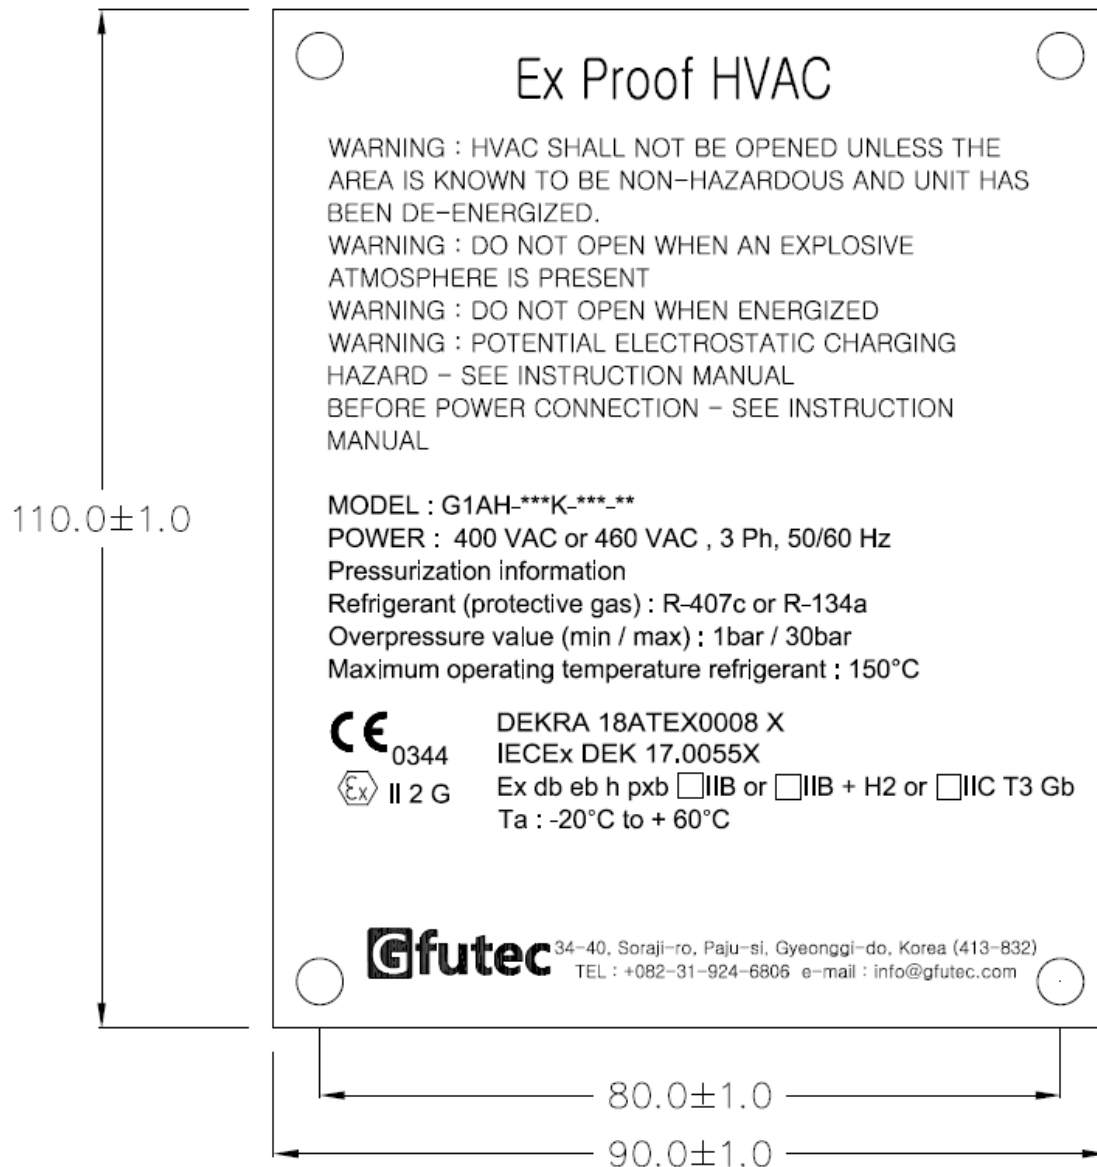 Ex Proof HVAC
WARNING : HVAC SHALL NOT BE OPENED UNLESS THE
AREA IS KNOWN TO BE NON-HAZARDOUS AND UNIT HAS
BEEN DE-ENERGIZED.
WARNING : DO NOT OPEN WHEN AN EXPLOSIVE
ATMOSPHERE IS PRESENT
WARNING : DO NOT OPEN WHEN ENERGIZED
WARNING : POTENTIAL ELECTROSTATIC CHARGING
HAZARD - SEE INSTRUCTION MANUAL
BEFORE POWER CONNECTION - SEE INSTRUCTION
MANUAL
110.0±1.0
MODEL : G1AH-***K-***-**
POWER : 400 VAC or 460 VAC , 3 Ph, 50/60 Hz
Pressurization information
Refrigerant (protective gas) : R-407c or R-134a
Overpressure value (min / max) : 1bar / 30bar
Maximum operating temperature refrigerant : 150°C
CE 0344
Ex II 2 G
DEKRA 18ATEX0008 X
IECEx DEK 17.0055X
Ex db eb h pxb □IIB or □IIB + H2 or □IIC T3 Gb
Ta : -20°C to + 60°C
Gfutec
34-40, Soraji-ro, Paju-si, Gyeonggi-do, Korea (413-832)
TEL : +082-31-924-6806 e-mail : info@gfutec.com
80.0±1.0
90.0±1.0